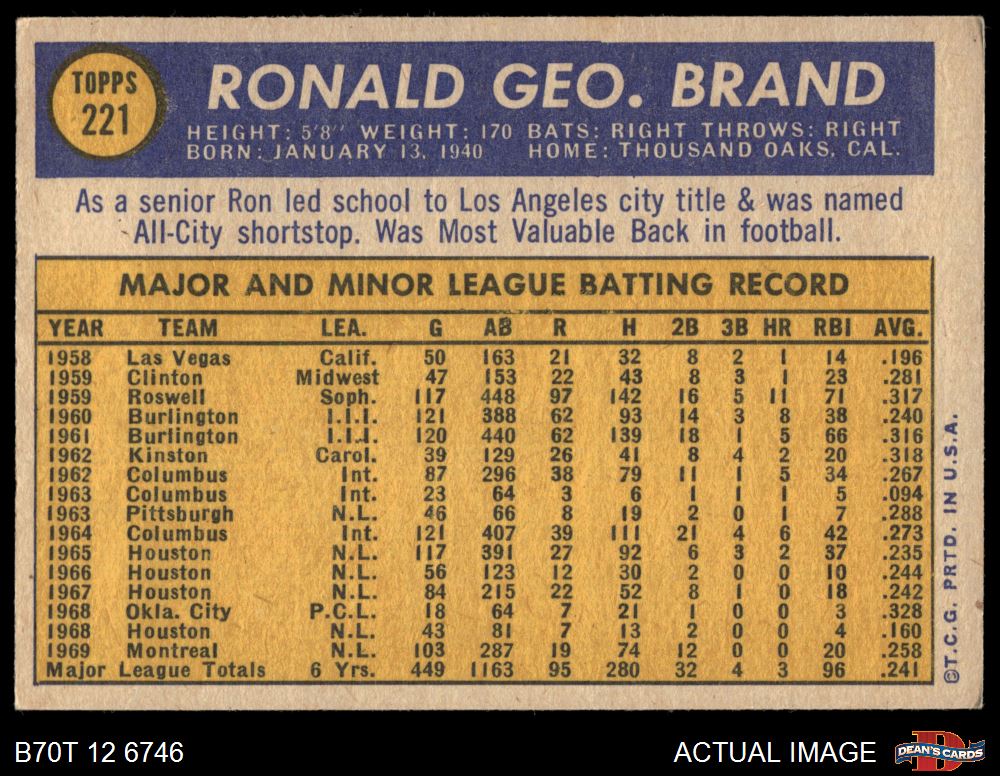 TOPPS
221
RONALD GEO. BRAND
HEIGHT: 5'8" WEIGHT: 170 BATS: RIGHT THROWS: RIGHT
BORN: JANUARY 13, 1940 HOME: THOUSAND OAKS, CAL.
As a senior Ron led school to Los Angeles city title & was named
All-City shortstop. Was Most Valuable Back in football.
MAJOR AND MINOR LEAGUE BATTING RECORD
YEAR TEAM LEA. G AB R H 2B 3B HR RBI AVG.
1958 Las Vegas Calif. 50 163 21 32 8 2 1 14 .196
1959 Clinton Midwest 47 153 22 43 8 3 1 23 .281
1959 Roswell Soph. 117 448 97 142 16 5 11 71 .317
1960 Burlington I.I.I. 121 388 62 93 14 3 8 38 .240
1961 Burlington I.I.I. 120 440 62 139 18 1 5 66 .316
1962 Kinston Carol. 39 129 26 41 8 4 2 20 .318
1962 Columbus Int. 87 296 38 79 11 1 5 34 .267
1963 Columbus Int. 23 64 3 6 1 1 1 5 .094
1963 Pittsburgh N.L. 46 66 8 19 2 0 1 7 .288
1964 Columbus Int. 121 407 39 111 21 4 6 42 .273
1965 Houston N.L. 117 391 27 92 6 3 2 37 .235
1966 Houston N.L. 56 123 12 30 2 0 0 10 .244
1967 Houston N.L. 84 215 22 52 8 1 0 18 .242
1968 Okla. City P.C.L. 18 64 7 21 1 0 0 3 .328
1968 Houston N.L. 43 81 7 13 2 0 0 4 .160
1969 Montreal N.L. 103 287 19 74 12 0 0 20 .258
Major League Totals 6 Yrs. 449 1163 95 280 32 4 3 96 .241
©T.C.G. PRTD. IN U.S.A.
B70T 12 6746
ACTUAL IMAGE
DEAN'S CARDS